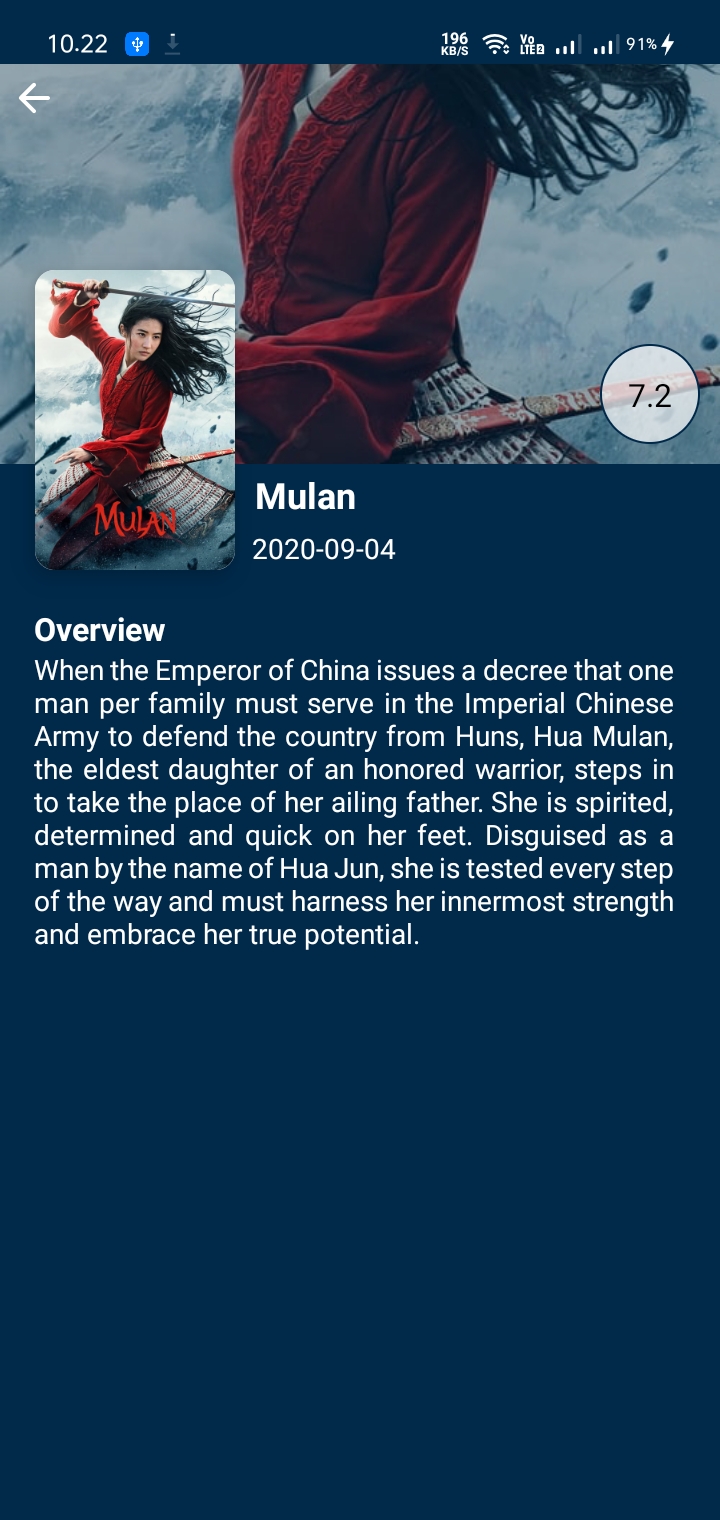 10.22
196
KB/S
Vo
LTE2
91%
7.2
MULAN
Mulan
2020-09-04
Overview
When the Emperor of China issues a decree that one
man per family must serve in the Imperial Chinese
Army to defend the country from Huns, Hua Mulan,
the eldest daughter of an honored warrior, steps in
to take the place of her ailing father. She is spirited,
determined and quick on her feet. Disguised as a
man by the name of Hua Jun, she is tested every step
of the way and must harness her innermost strength
and embrace her true potential.